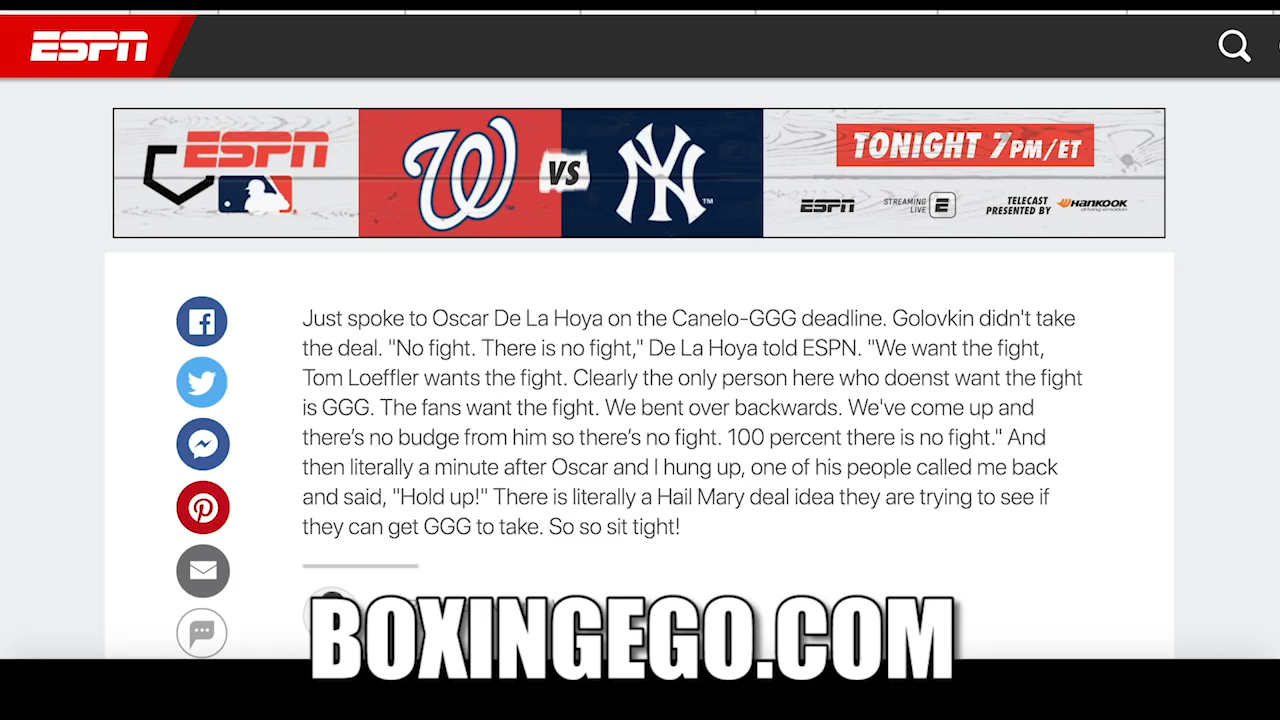 ESPN
ESPN
W VS NY
TONIGHT 7PM/ET
ESPN STREAMING LIVE E TELECAST PRESENTED BY HANKOOK driving emotion
Just spoke to Oscar De La Hoya on the Canelo-GGG deadline. Golovkin didn't take
the deal. "No fight. There is no fight," De La Hoya told ESPN. "We want the fight,
Tom Loeffler wants the fight. Clearly the only person here who doenst want the fight
is GGG. The fans want the fight. We bent over backwards. We've come up and
there’s no budge from him so there’s no fight. 100 percent there is no fight." And
then literally a minute after Oscar and I hung up, one of his people called me back
and said, "Hold up!" There is literally a Hail Mary deal idea they are trying to see if
they can get GGG to take. So so sit tight!
BOXINGEGO.COM